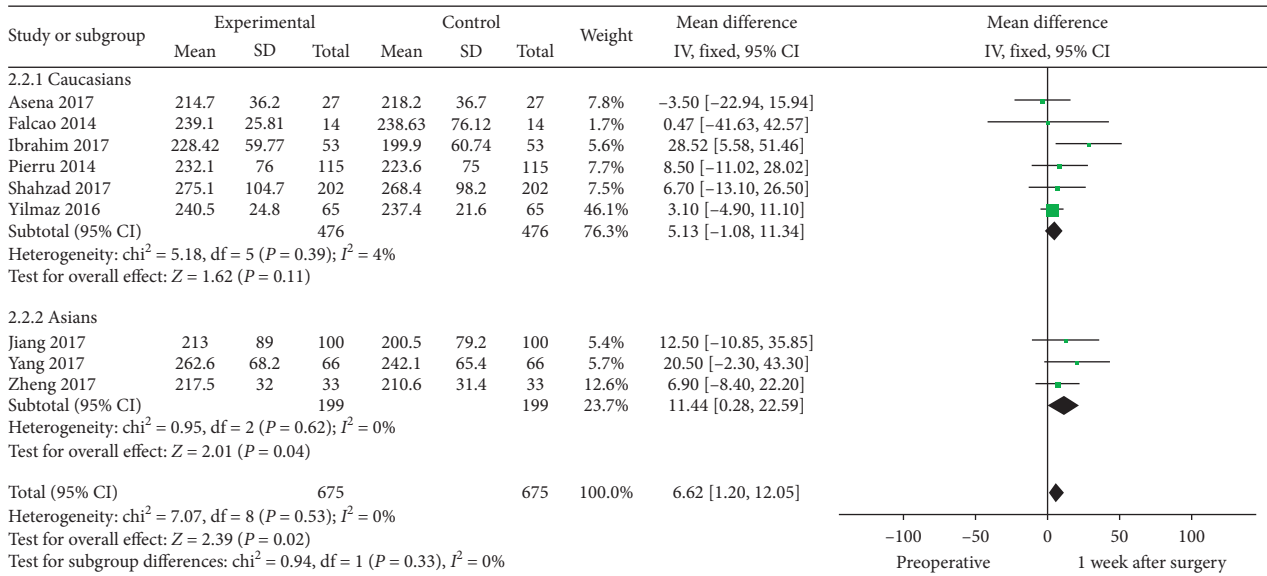 Study or subgroup Experimental Control Weight Mean difference Mean difference
Mean SD Total Mean SD Total IV, fixed, 95% CI IV, fixed, 95% CI
2.2.1 Caucasians
Asena 2017 214.7 36.2 27 218.2 36.7 27 7.8% –3.50 [–22.94, 15.94]
Falcao 2014 239.1 25.81 14 238.63 76.12 14 1.7% 0.47 [–41.63, 42.57]
Ibrahim 2017 228.42 59.77 53 199.9 60.74 53 5.6% 28.52 [5.58, 51.46]
Pierru 2014 232.1 76 115 223.6 75 115 7.7% 8.50 [–11.02, 28.02]
Shahzad 2017 275.1 104.7 202 268.4 98.2 202 7.5% 6.70 [–13.10, 26.50]
Yilmaz 2016 240.5 24.8 65 237.4 21.6 65 46.1% 3.10 [–4.90, 11.10]
Subtotal (95% CI) 476 476 76.3% 5.13 [–1.08, 11.34]
Heterogeneity: chi² = 5.18, df = 5 (P = 0.39); I² = 4%
Test for overall effect: Z = 1.62 (P = 0.11)
2.2.2 Asians
Jiang 2017 213 89 100 200.5 79.2 100 5.4% 12.50 [–10.85, 35.85]
Yang 2017 262.6 68.2 66 242.1 65.4 66 5.7% 20.50 [–2.30, 43.30]
Zheng 2017 217.5 32 33 210.6 31.4 33 12.6% 6.90 [–8.40, 22.20]
Subtotal (95% CI) 199 199 23.7% 11.44 [0.28, 22.59]
Heterogeneity: chi² = 0.95, df = 2 (P = 0.62); I² = 0%
Test for overall effect: Z = 2.01 (P = 0.04)
Total (95% CI) 675 675 100.0% 6.62 [1.20, 12.05]
Heterogeneity: chi² = 7.07, df = 8 (P = 0.53); I² = 0%
Test for overall effect: Z = 2.39 (P = 0.02)
Test for subgroup differences: chi² = 0.94, df = 1 (P = 0.33), I² = 0%
–100 –50 0 50 100
Preoperative 1 week after surgery